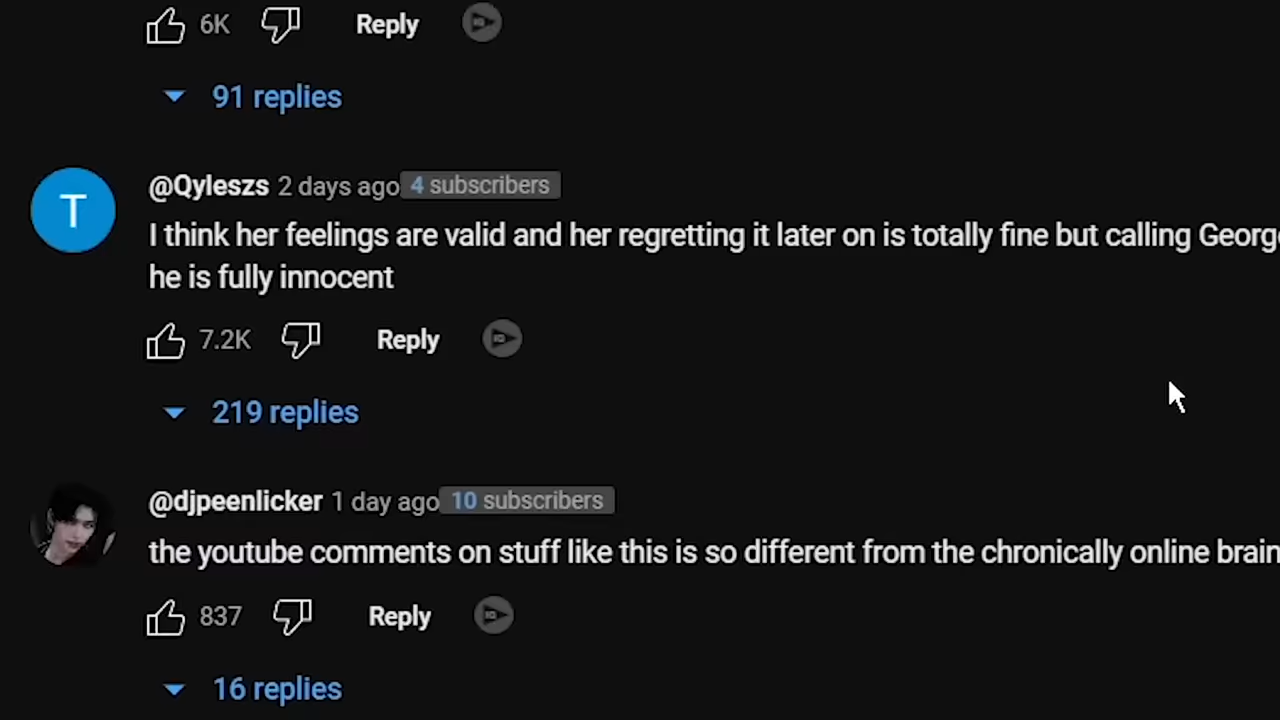 6K Reply
91 replies
T
@Qyleszs 2 days ago 4 subscribers
I think her feelings are valid and her regretting it later on is totally fine but calling George
he is fully innocent
7.2K Reply
219 replies
@djpeenlicker 1 day ago 10 subscribers
the youtube comments on stuff like this is so different from the chronically online brain
837 Reply
16 replies